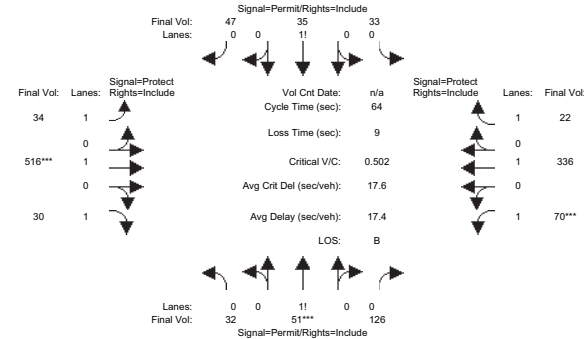 Signal=Permit/Rights=Include
Final Vol: 47 35 33
Lanes: 0 0 1! 0 0
Signal=Protect
Final Vol: Lanes: Rights=Include
Vol Cnt Date: n/a
Signal=Protect
Rights=Include Lanes: Final Vol:
Cycle Time (sec): 64
34 1
1 22
Loss Time (sec): 9
0
0
516*** 1
Critical V/C: 0.502
1 336
0
Avg Crit Del (sec/veh): 17.6
0
30 1
Avg Delay (sec/veh): 17.4
1 70***
LOS: B
Lanes: 0 0 1! 0 0
Final Vol: 32 51*** 126
Signal=Permit/Rights=Include